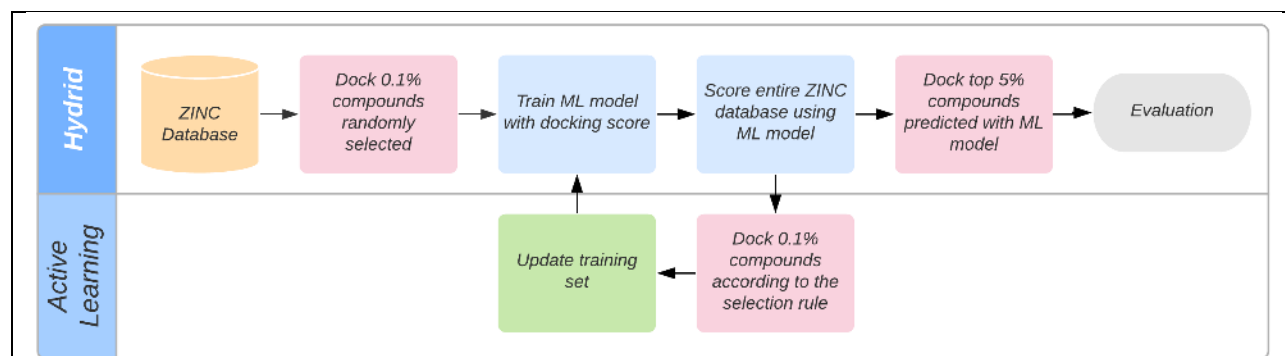 Hydrid
ZINC
Database
Dock 0.1%
compounds
randomly
selected
Train ML model
with docking score
Score entire ZINC
database using
ML model
Dock top 5%
compounds
predicted with ML
model
Evaluation
Active
Learning
Update training
set
Dock 0.1%
compounds
according to the
selection rule